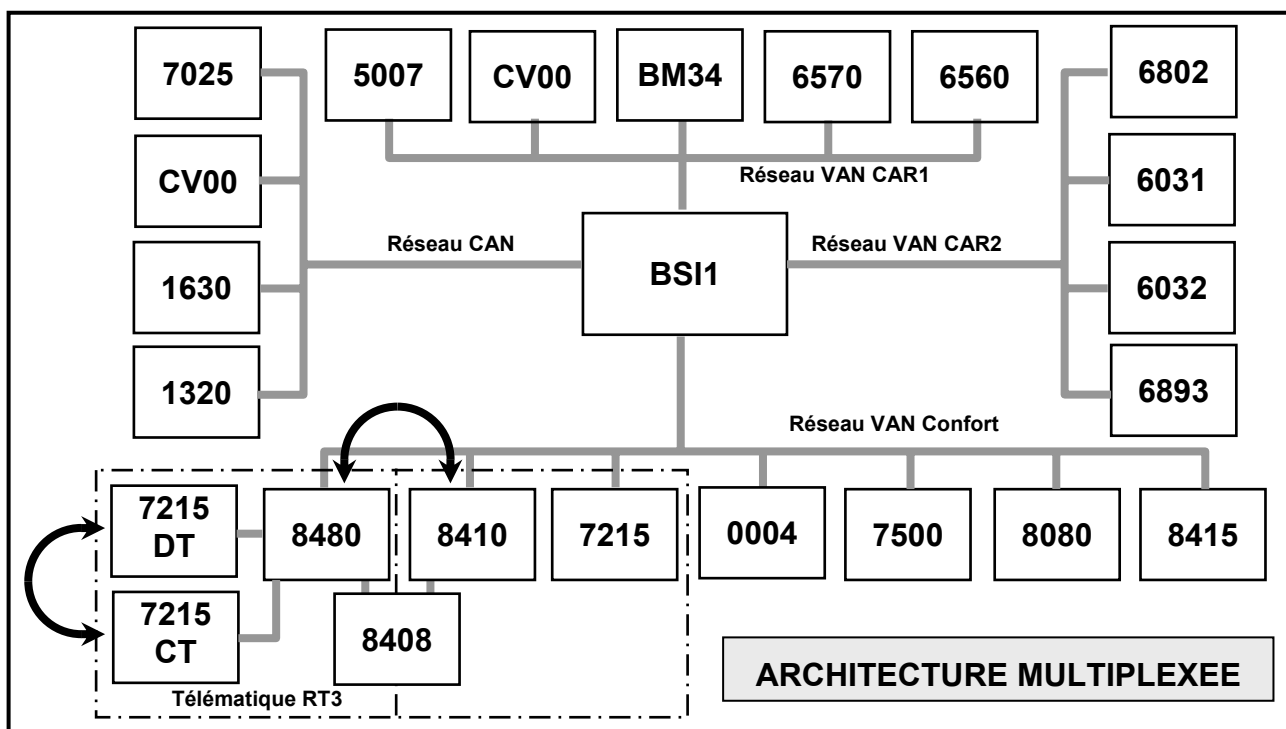 7025
5007
CV00
BM34
6570
6560
6802
CV00
Réseau VAN CAR1
6031
Réseau CAN
BSI1
Réseau VAN CAR2
1630
6032
1320
6893
Réseau VAN Confort
7215
DT
8480
8410
7215
0004
7500
8080
8415
7215
CT
8408
Télématique RT3
ARCHITECTURE MULTIPLEXEE